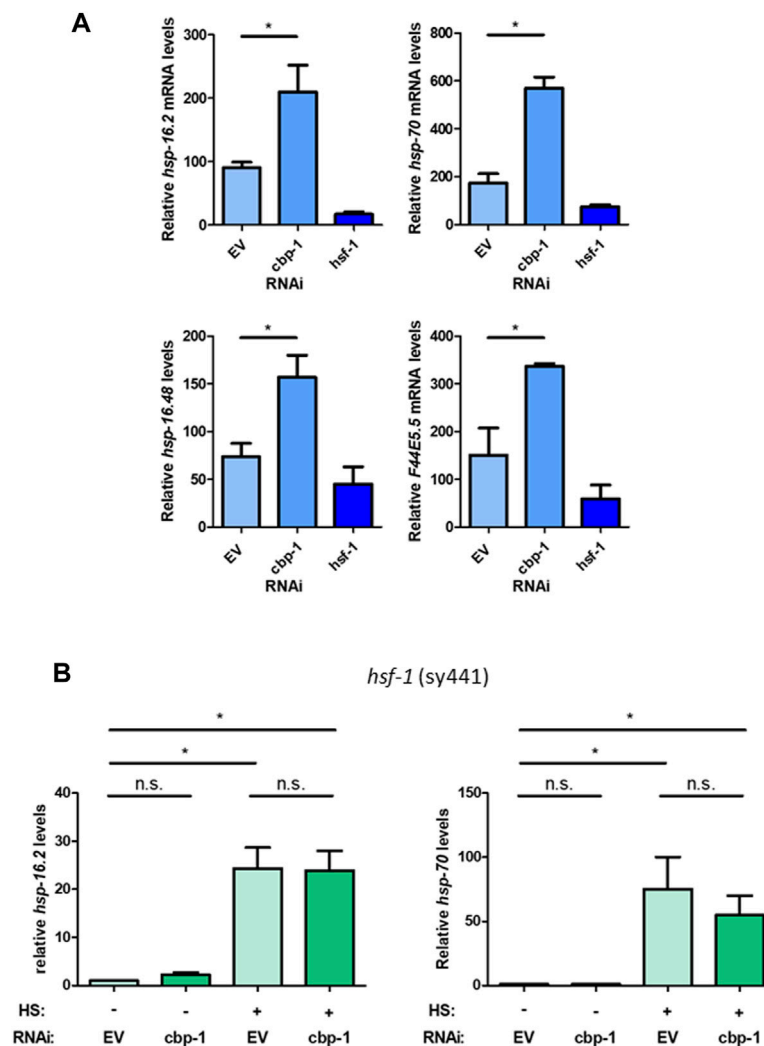 A
Relative hsp-16.2 mRNA levels
300
200
100
0
*
EV
cbp-1
hsf-1
RNAi
Relative hsp-70 mRNA levels
800
600
400
200
0
*
EV
cbp-1
hsf-1
RNAi
Relative hsp-16.48 levels
200
150
100
50
0
*
EV
cbp-1
hsf-1
RNAi
Relative F44E5.5 mRNA levels
400
300
200
100
0
*
EV
cbp-1
hsf-1
RNAi
B
hsf-1 (sy441)
relative hsp-16.2 levels
40
30
20
10
0
*
*
n.s. n.s.
HS: - - + +
RNAi: EV cbp-1 EV cbp-1
Relative hsp-70 levels
150
100
50
0
*
*
n.s. n.s.
- - + +
EV cbp-1 EV cbp-1